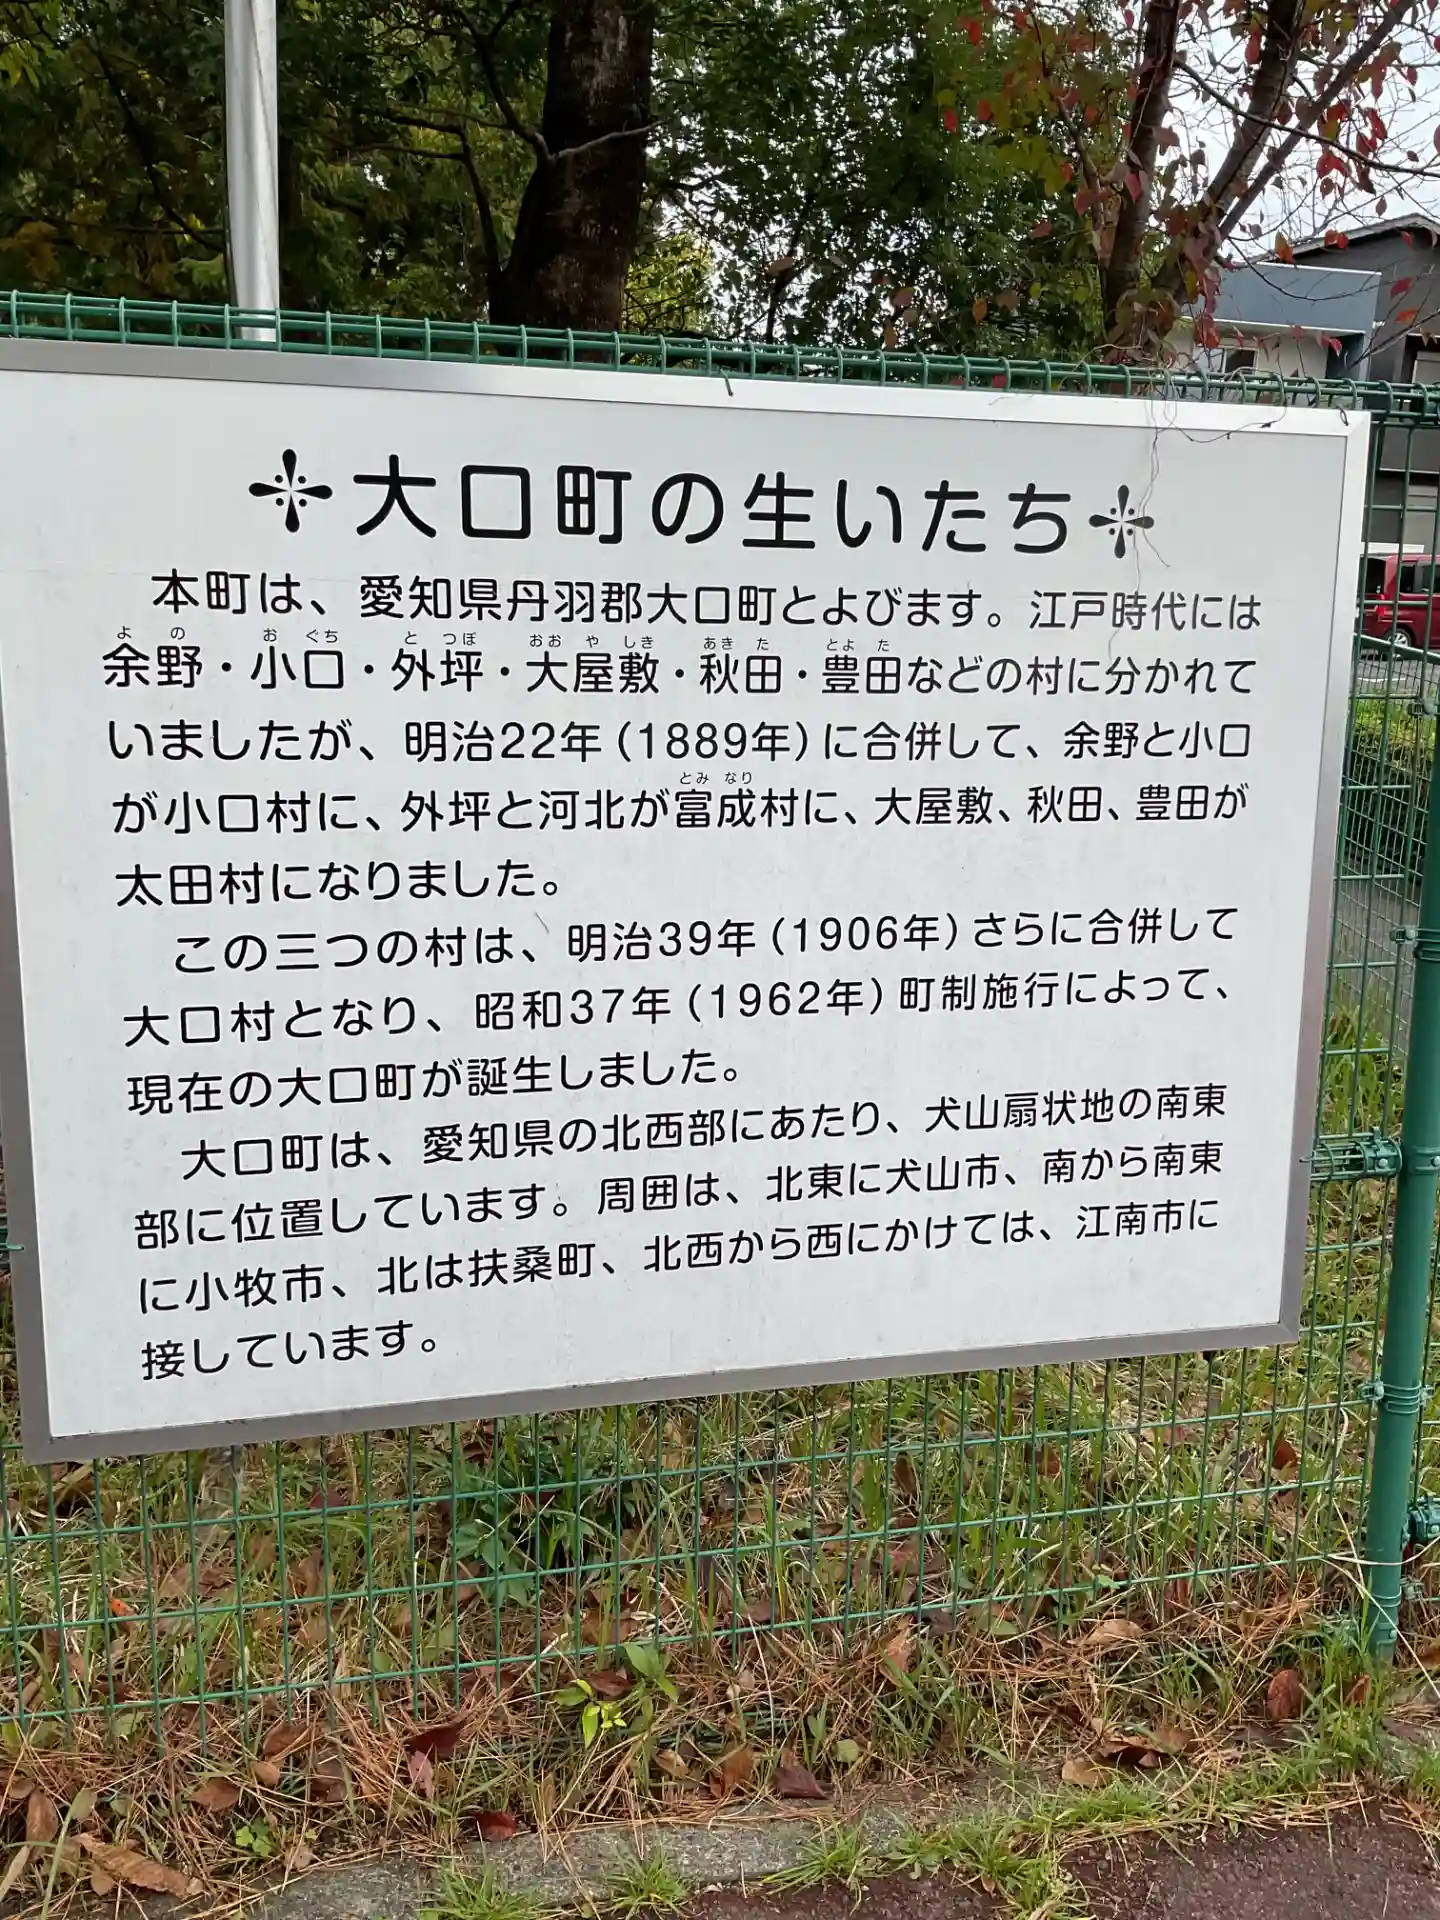 大口町の生いたち
本町は、愛知県丹羽郡大口町とよびます。江戸時代には
よ の お ぐち と つぼ おお や しき あき た とよ た
余野・小口・外坪・大屋敷・秋田・豊田などの村に分かれて
いましたが、明治22年(1889年)に合併して、余野と小口
とみ なり
が小口村に、外坪と河北が富成村に、大屋敷、秋田、豊田が
太田村になりました。
この三つの村は、明治39年(1906年)さらに合併して
大口村となり、昭和37年(1962年)町制施行によって、
現在の大口町が誕生しました。
大口町は、愛知県の北西部にあたり、犬山扇状地の南東
部に位置しています。周囲は、北東に犬山市、南から南東
に小牧市、北は扶桑町、北西から西にかけては、江南市に
接しています。